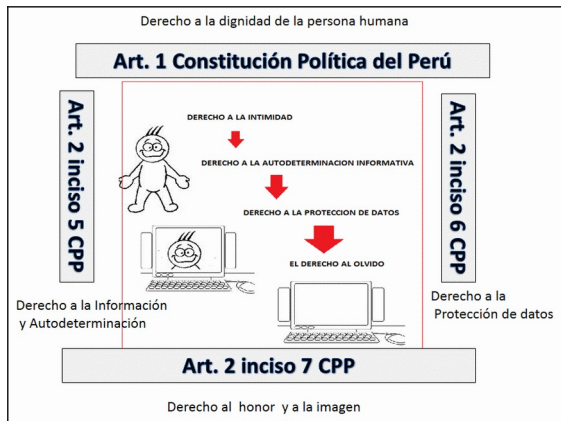 Derecho a la dignidad de la persona humana
Art. 1 Constitución Política del Perú
Art. 2 inciso 5 CPP
DERECHO A LA INTIMIDAD
DERECHO A LA AUTODETERMINACION INFORMATIVA
DERECHO A LA PROTECCION DE DATOS
EL DERECHO AL OLVIDO
Art. 2 inciso 6 CPP
Derecho a la Información
y Autodeterminación
Derecho a la
Protección de datos
Art. 2 inciso 7 CPP
Derecho al honor y a la imagen